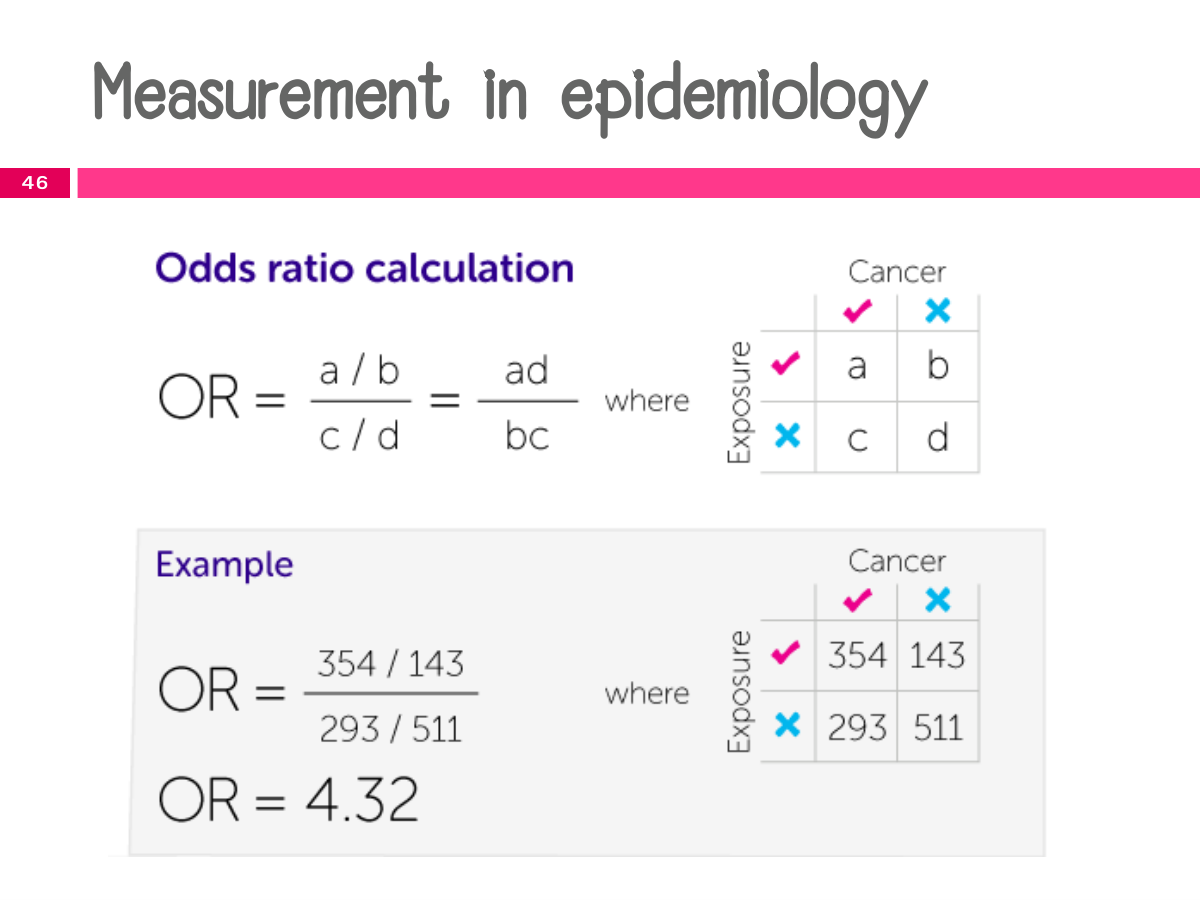 Measurement in epidemiology
46
Odds ratio calculation
OR = a / b = ad where
c / d bc
Cancer
✔ ✖
Exposure
✔ a b
✖ c d
Example
OR = 354 / 143 where
293 / 511
OR = 4.32
Cancer
✔ ✖
Exposure
✔ 354 143
✖ 293 511